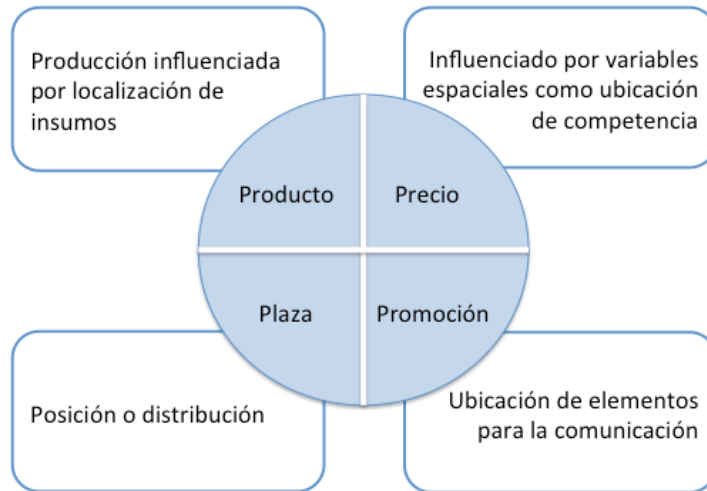 Producción influenciada
por localización de
insumos
Influenciado por variables
espaciales como ubicación
de competencia
Producto
Precio
Plaza
Promoción
Posición o distribución
Ubicación de elementos
para la comunicación